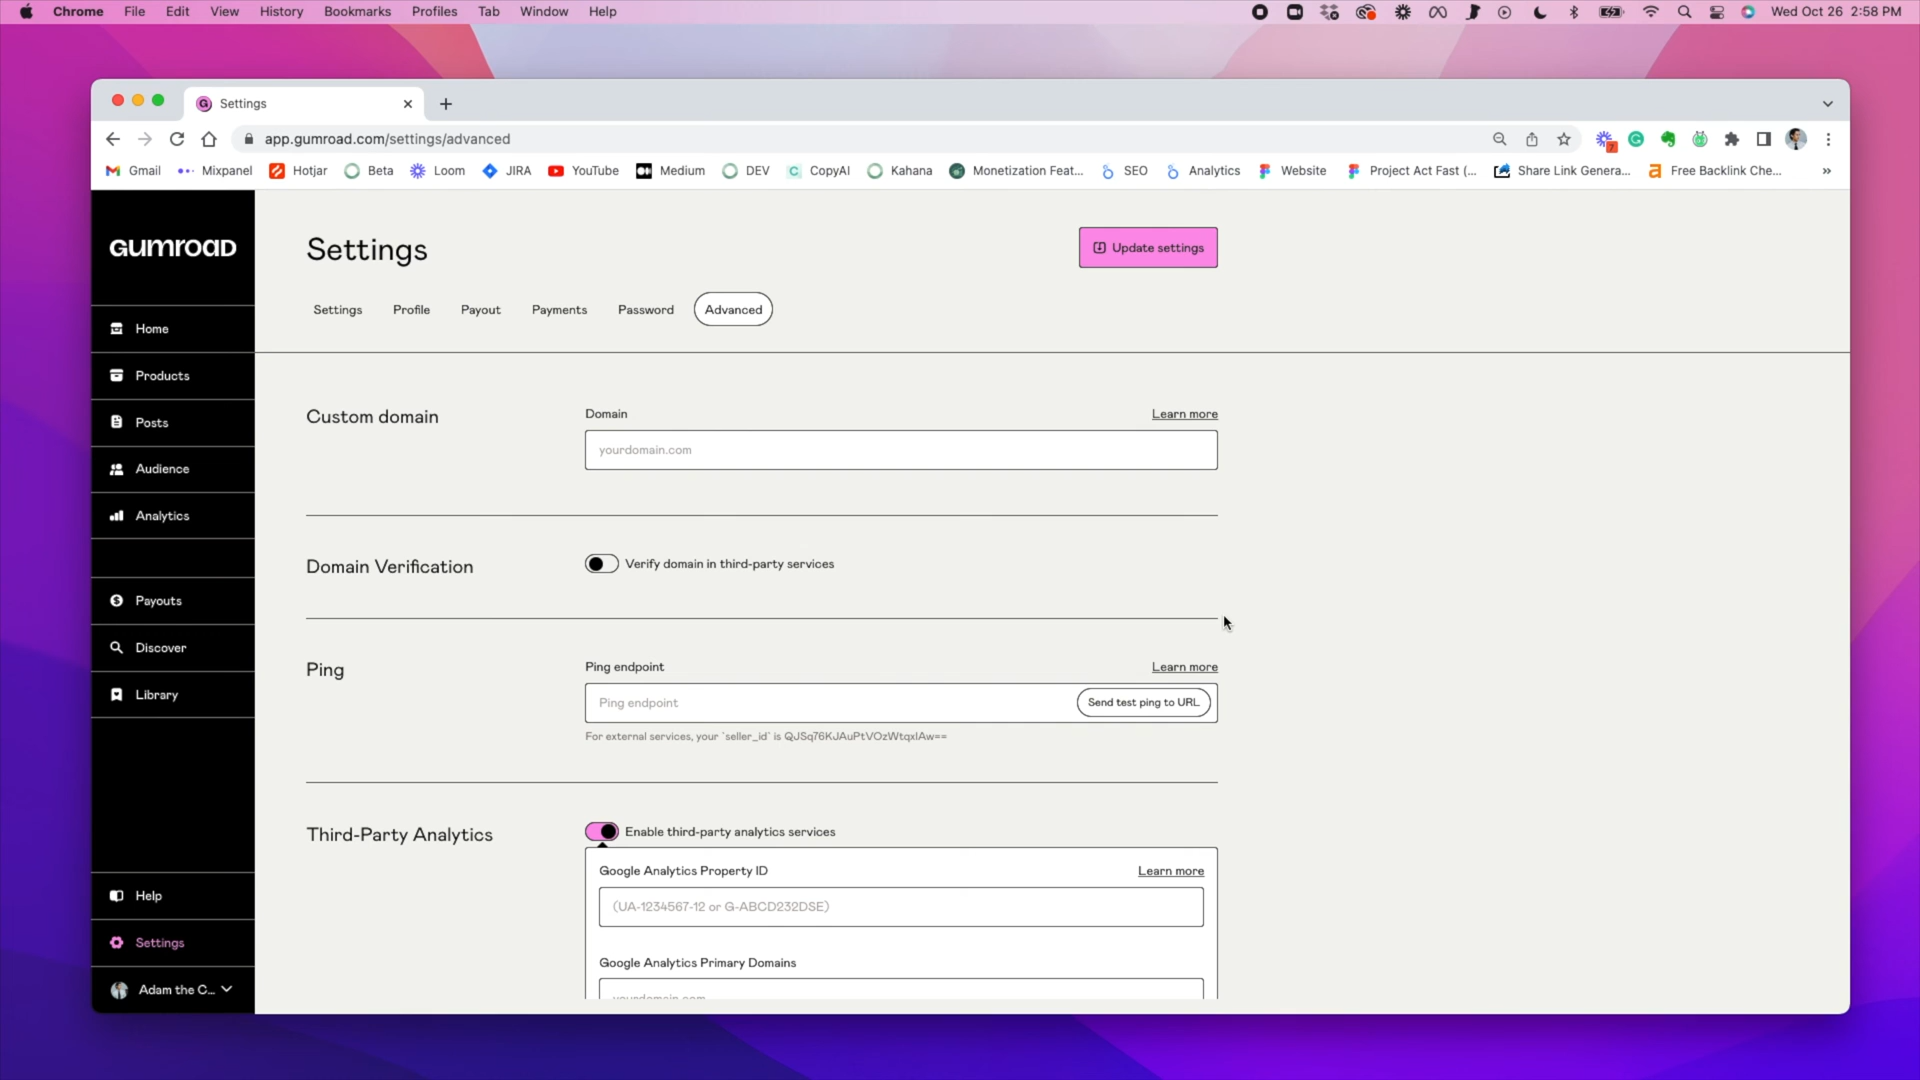 Chrome File Edit View History Bookmarks Profiles Tab Window Help Wed Oct 26 2:58 PM
Settings
app.gumroad.com/settings/advanced
7
Gmail Mixpanel Hotjar Beta Loom JIRA YouTube Medium DEV CopyAI Kahana Monetization Feat... SEO Analytics Website Project Act Fast (... Share Link Genera... Free Backlink Che... »
GUMROAD
Home
Products
Posts
Audience
Analytics
Payouts
Discover
Library
Help
Settings
Adam the C...
Settings
Update settings
Settings Profile Payout Payments Password Advanced
Custom domain
Domain Learn more
yourdomain.com
Domain Verification
Verify domain in third-party services
Ping
Ping endpoint Learn more
Ping endpoint Send test ping to URL
For external services, your `seller_id` is QJSq76KJAuPtVOzWtqxlAw==
Third-Party Analytics
Enable third-party analytics services
Google Analytics Property ID Learn more
(UA-1234567-12 or G-ABCD232DSE)
Google Analytics Primary Domains
yourdomain.com